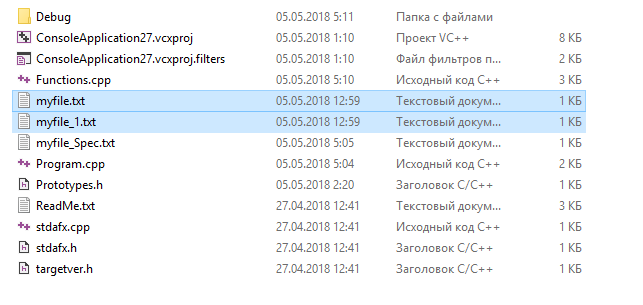 Debug 05.05.2018 5:11 Папка с файлами
ConsoleApplication27.vcxproj 05.05.2018 1:10 Проект VC++ 8 КБ
ConsoleApplication27.vcxproj.filters 05.05.2018 1:10 Файл фильтров п... 2 КБ
Functions.cpp 05.05.2018 5:10 Исходный код C++ 3 КБ
myfile.txt 05.05.2018 12:59 Текстовый докум... 1 КБ
myfile_1.txt 05.05.2018 12:59 Текстовый докум... 1 КБ
myfile_Spec.txt 05.05.2018 5:05 Текстовый докум... 1 КБ
Program.cpp 05.05.2018 5:04 Исходный код C++ 2 КБ
Prototypes.h 05.05.2018 2:20 Заголовок C/C++ 1 КБ
ReadMe.txt 27.04.2018 12:41 Текстовый докум... 3 КБ
stdafx.cpp 27.04.2018 12:41 Исходный код C++ 1 КБ
stdafx.h 27.04.2018 12:41 Заголовок C/C++ 1 КБ
targetver.h 27.04.2018 12:41 Заголовок C/C++ 1 КБ